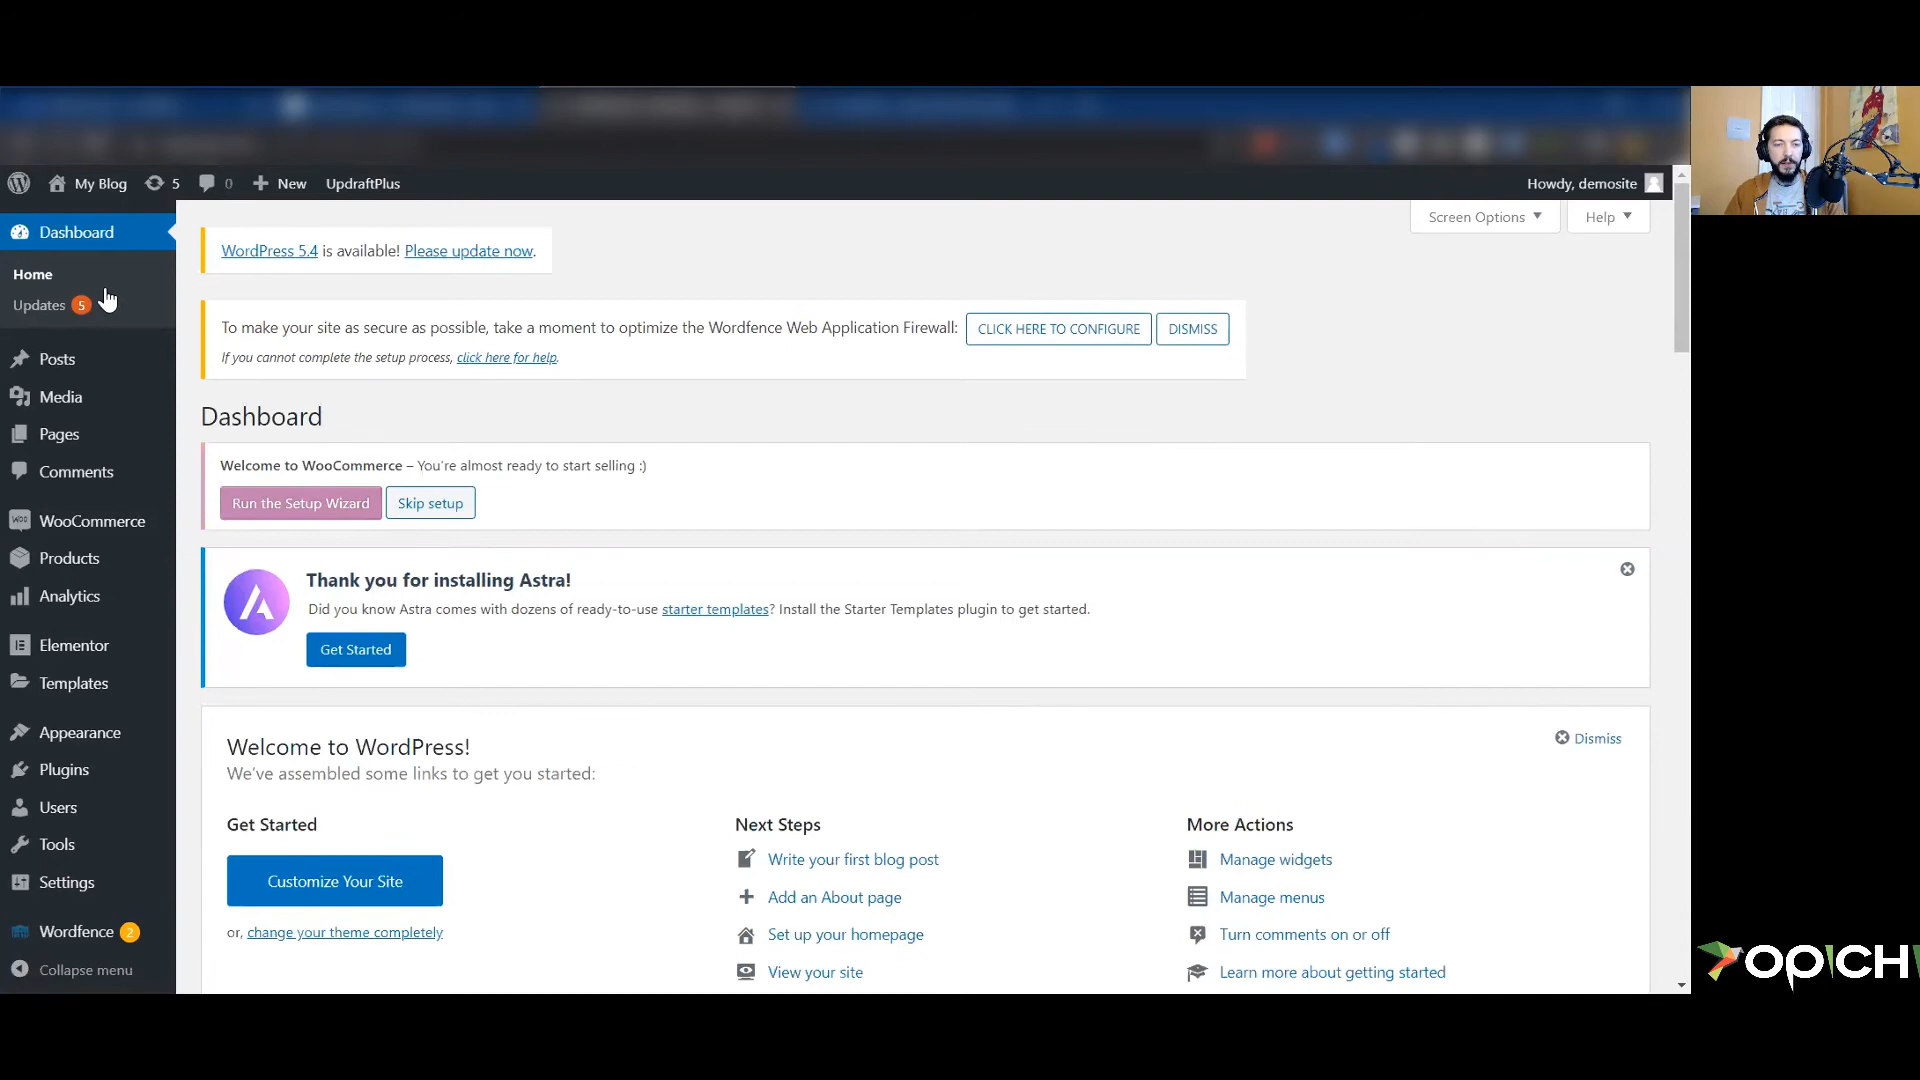 My Blog 5 0 New UpdraftPlus Howdy, demosite
Screen Options Help
Dashboard
Home
Updates 5
Posts
Media
Pages
Comments
WooCommerce
Products
Analytics
Elementor
Templates
Appearance
Plugins
Users
Tools
Settings
Wordfence 2
Collapse menu
WordPress 5.4 is available! Please update now.
To make your site as secure as possible, take a moment to optimize the Wordfence Web Application Firewall: CLICK HERE TO CONFIGURE DISMISS
If you cannot complete the setup process, click here for help.
Dashboard
Welcome to WooCommerce – You're almost ready to start selling :)
Run the Setup Wizard Skip setup
Thank you for installing Astra!
Did you know Astra comes with dozens of ready-to-use starter templates? Install the Starter Templates plugin to get started.
Get Started
Welcome to WordPress!
Dismiss
We've assembled some links to get you started:
Get Started
Customize Your Site
or, change your theme completely
Next Steps
Write your first blog post
Add an About page
Set up your homepage
View your site
More Actions
Manage widgets
Manage menus
Turn comments on or off
Learn more about getting started
OPICH